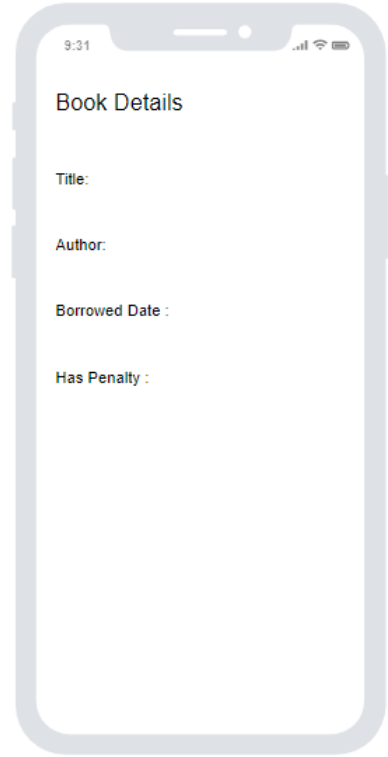 9:31
Book Details
Title:
Author:
Borrowed Date :
Has Penalty :